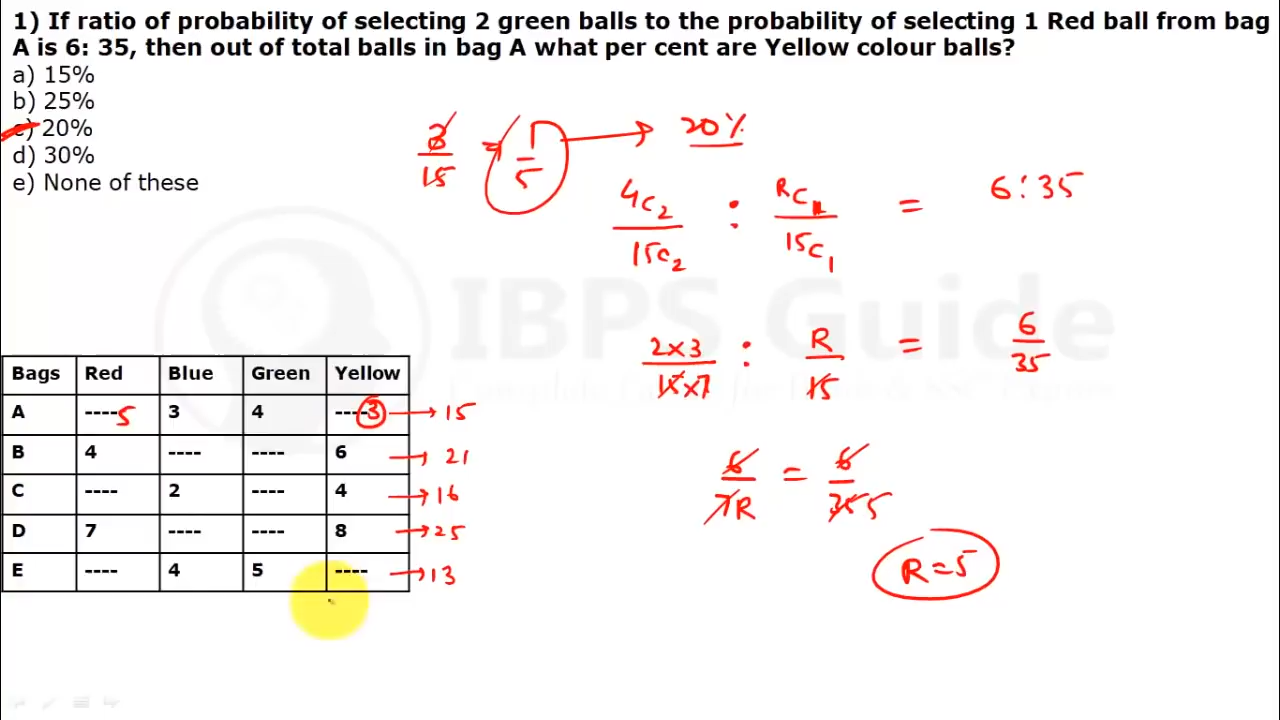 1) If ratio of probability of selecting 2 green balls to the probability of selecting 1 Red ball from bag
A is 6: 35, then out of total balls in bag A what per cent are Yellow colour balls?
a) 15%
b) 25%
c) 20%
d) 30%
e) None of these
3/15 = 1/5 → 20%
4C2/15C2 : RC1/15C1 = 6:35
IBPS Guide
2x3/15x7 : R/15 = 6/35
Bags Red Blue Green Yellow
A ----5 3 4 ----3 → 15
B 4 ---- ---- 6 → 21
C ---- 2 ---- 4 → 16
D 7 ---- ---- 8 → 25
E ---- 4 5 ---- → 13
6/7R = 6/35 5
R=5